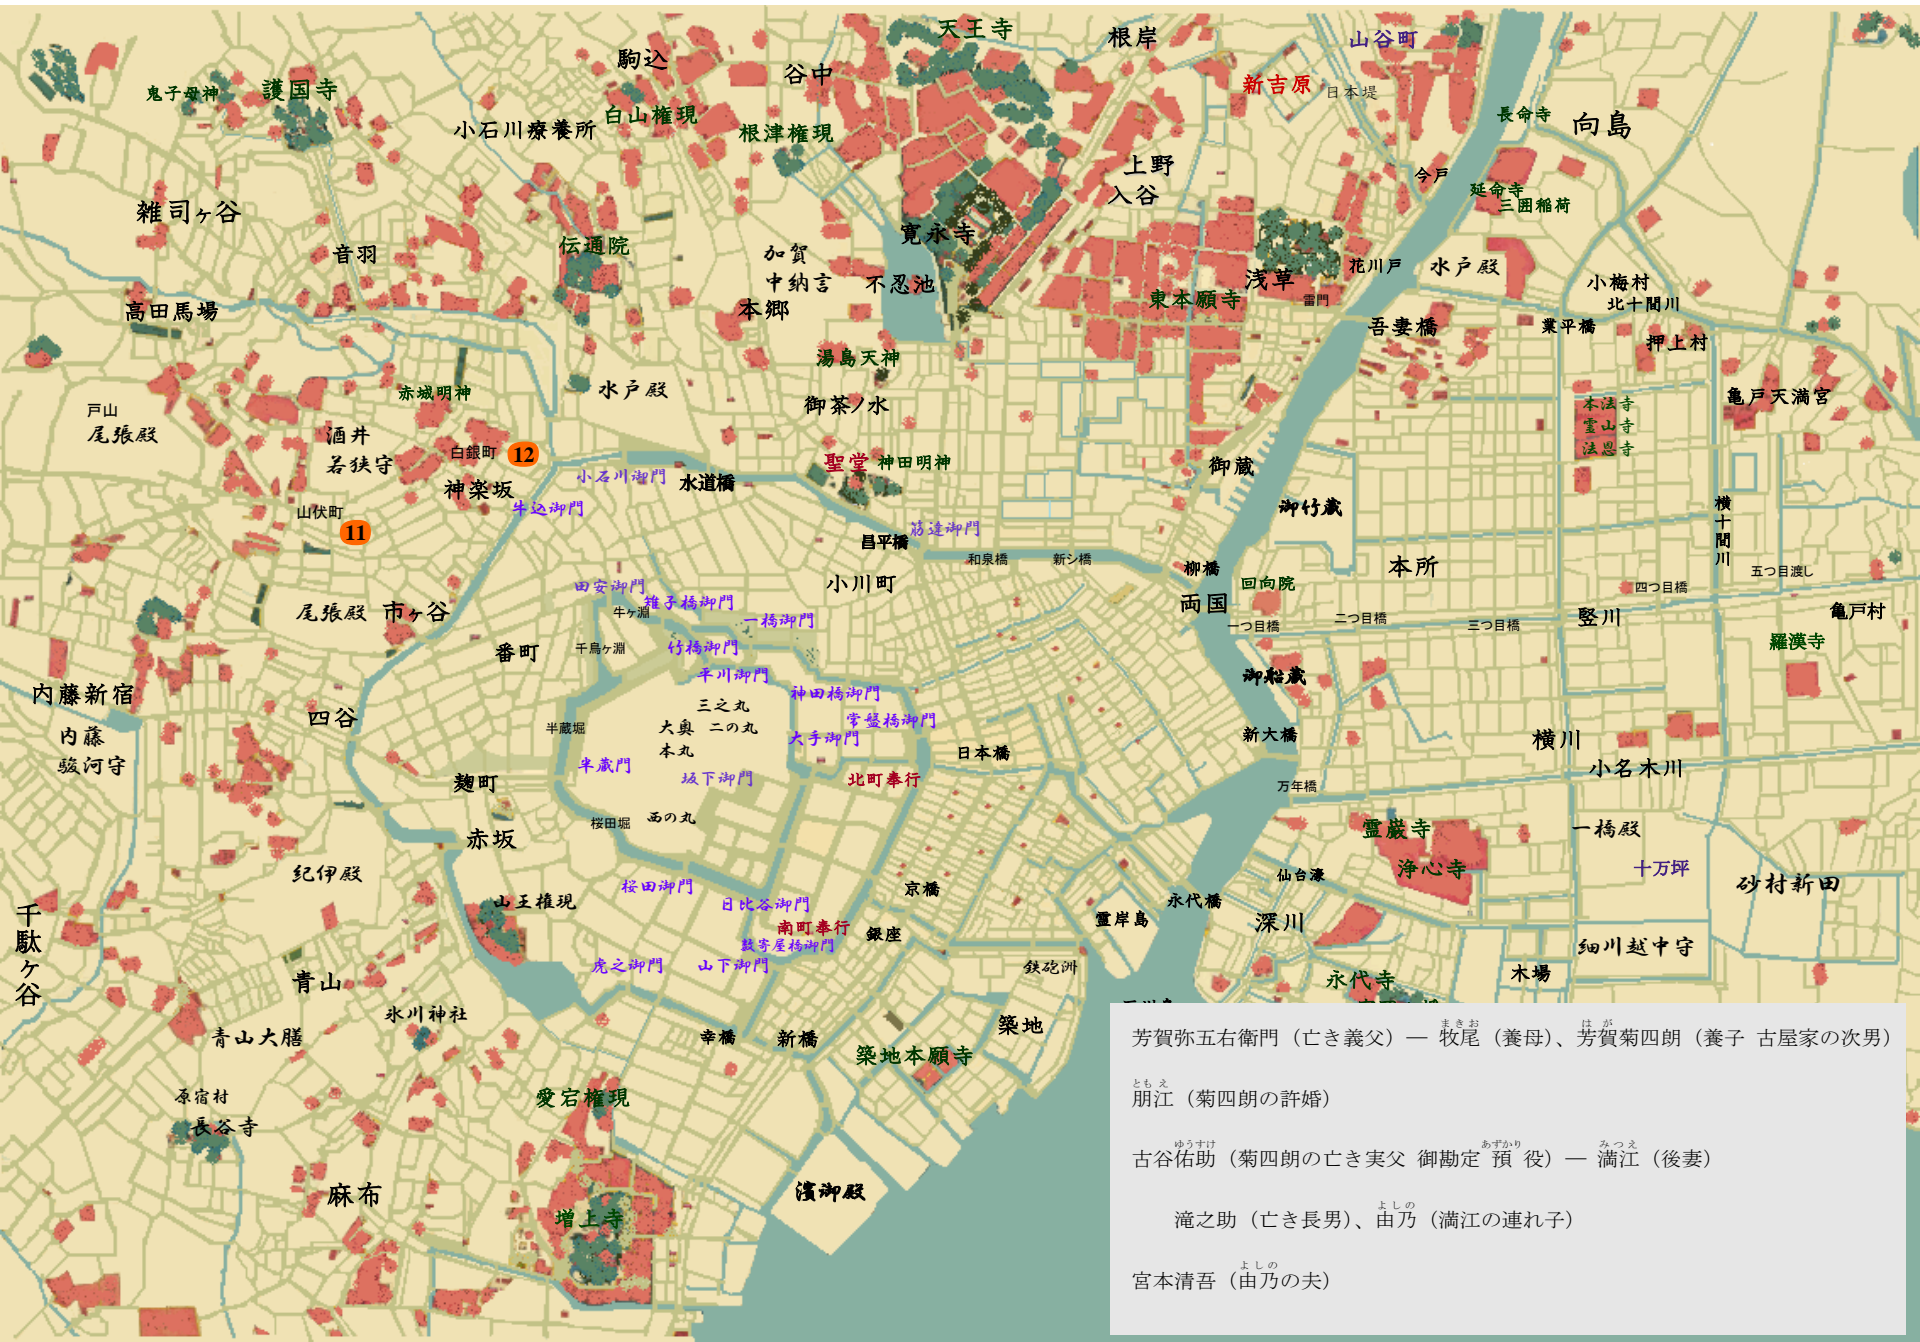 天王寺
根岸
山谷町
駒込
谷中
鬼子母神
護国寺
新吉原
日本堤
白山権現
小石川療養所
根津権現
長命寺
向島
上野
入谷
今戸
延命寺
三囲稲荷
雑司ヶ谷
音羽
伝通院
加賀
中納言
本郷
寛永寺
不忍池
浅草
花川戸
水戸殿
東本願寺
雷門
小梅村
北十間川
高田馬場
吾妻橋
業平橋
押上村
湯島天神
赤城明神
水戸殿
御茶ノ水
亀戸天満宮
戸山
尾張殿
本法寺
霊山寺
法恩寺
酒井
若狭守
白銀町
12
神楽坂
小石川御門
水道橋
聖堂
神田明神
御蔵
牛込御門
山伏町
11
御竹蔵
横十間川
筋違御門
昌平橋
和泉橋
新シ橋
柳橋
本所
小川町
回向院
両国
五つ目渡し
四つ目橋
田安御門
雉子橋御門
牛ヶ淵
一橋御門
尾張殿
市ヶ谷
一つ目橋
二つ目橋
三つ目橋
竪川
亀戸村
羅漢寺
番町
千鳥ヶ淵
竹橋御門
平川御門
御船蔵
内藤新宿
神田橋御門
四谷
三之丸
常盤橋御門
大奥
二の丸
大手御門
本丸
半蔵堀
日本橋
新大橋
横川
内藤
駿河守
半蔵門
坂下御門
北町奉行
小名木川
麹町
万年橋
桜田堀
西の丸
赤坂
霊巌寺
一橋殿
浄心寺
十万坪
紀伊殿
桜田御門
京橋
仙台濠
砂村新田
山王権現
日比谷御門
永代橋
霊岸島
深川
千駄ヶ谷
南町奉行
銀座
数寄屋橋御門
細川越中守
虎之御門
山下御門
鉄砲洲
木場
青山
永代寺
氷川神社
築地
青山大膳
幸橋
新橋
築地本願寺
原宿村
長谷寺
愛宕権現
麻布
濱御殿
増上寺
芳賀弥五右衛門（亡き義父）― 牧尾（まきお）（養母）、芳賀（はが）菊四朗（養子 古屋家の次男）
朋江（ともえ）（菊四朗の許婚）
古谷佑助（ゆうすけ）（菊四朗の亡き実父 御勘定預（あずかり）役）― 満江（みつえ）（後妻）
滝之助（亡き長男）、由乃（よしの）（満江の連れ子）
宮本清吾（由乃（よしの）の夫）